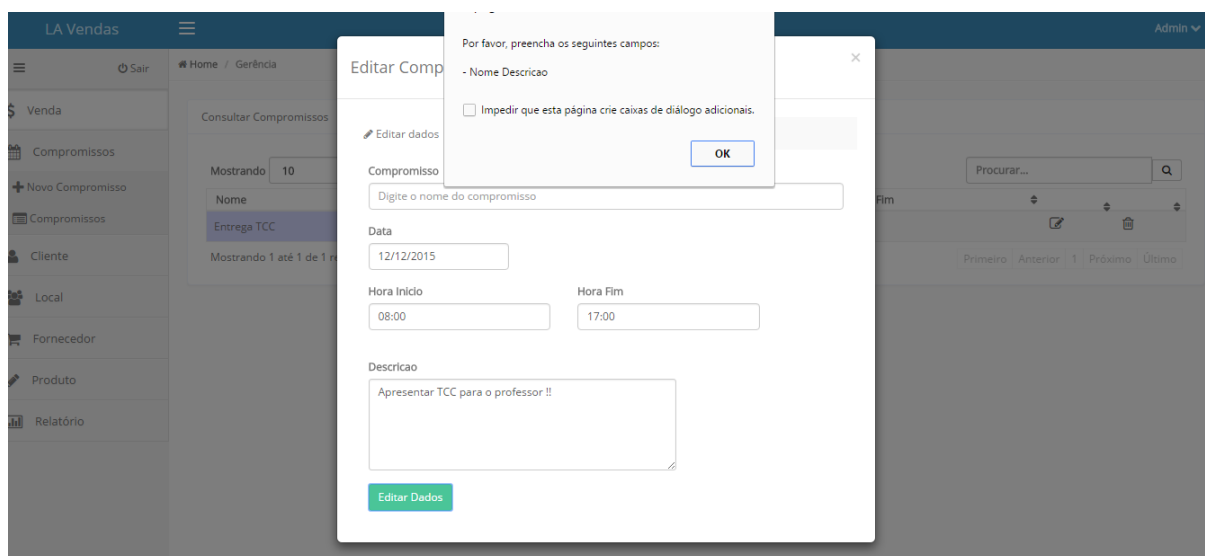 LA Vendas
Admin
Sair
Home / Gerência
Venda
Compromissos
Novo Compromisso
Compromissos
Cliente
Local
Fornecedor
Produto
Relatório
Consultar Compromissos
Mostrando 10
Procurar...
Nome
Fim
Entrega TCC
Mostrando 1 até 1 de 1 re
Primeiro Anterior 1 Próximo Último
Editar Comp
×
Por favor, preencha os seguintes campos:
- Nome Descricao
Impedir que esta página crie caixas de diálogo adicionais.
OK
Editar dados
Compromisso
Digite o nome do compromisso
Data
12/12/2015
Hora Inicio
Hora Fim
08:00
17:00
Descricao
Apresentar TCC para o professor !!
Editar Dados